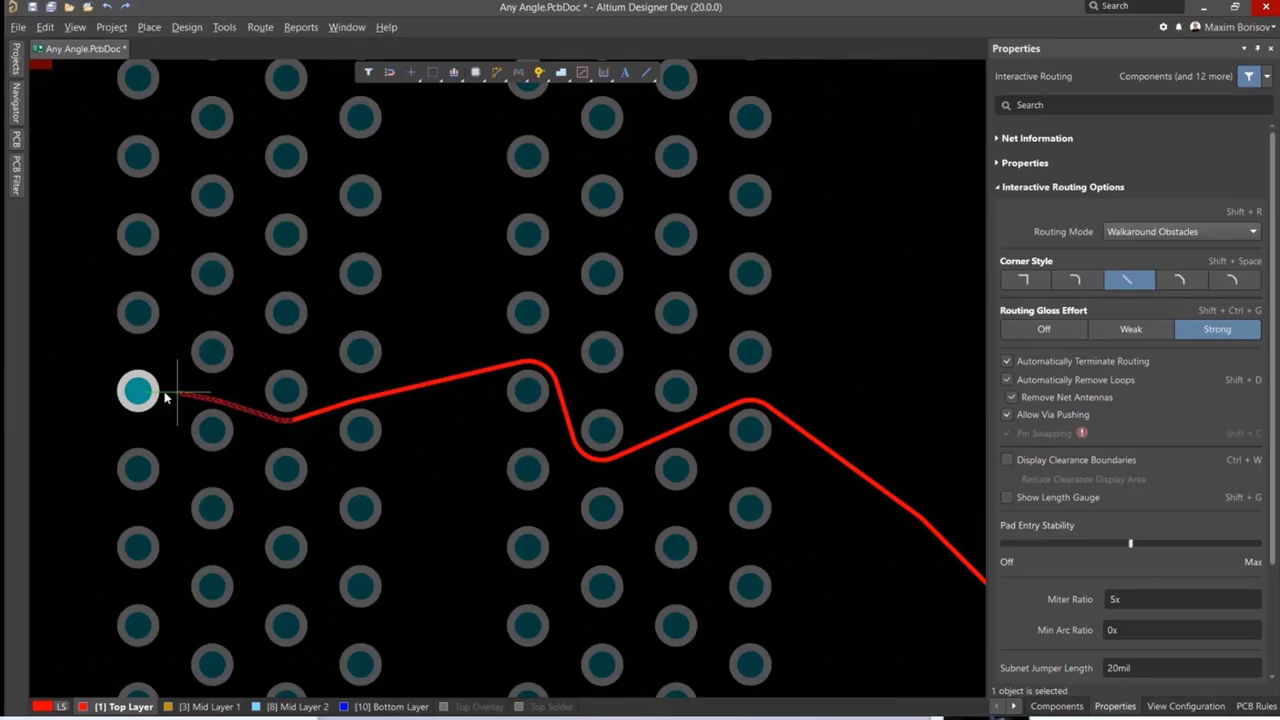 Any Angle.PcbDoc * - Altium Designer Dev (20.0.0)
Search
File Edit View Project Place Design Tools Route Reports Window Help
Maxim Borisov
Any Angle.PcbDoc *
Projects
Navigator
PCB
PCB Filter
Properties
Interactive Routing
Components (and 12 more)
Search
Net Information
Properties
Interactive Routing Options
Shift + R
Routing Mode
Walkaround Obstacles
Corner Style
Shift + Space
Routing Gloss Effort
Shift + Ctrl + G
Off
Weak
Strong
Automatically Terminate Routing
Automatically Remove Loops
Shift + D
Remove Net Antennas
Allow Via Pushing
Pin Swapping
Shift + C
Display Clearance Boundaries
Ctrl + W
Reduce Clearance Display Area
Show Length Gauge
Shift + G
Pad Entry Stability
Off
Max
Miter Ratio
5x
Min Arc Ratio
0x
Subnet Jumper Length
20mil
1 object is selected
LS
[1] Top Layer
[3] Mid Layer 1
[8] Mid Layer 2
[10] Bottom Layer
Top Overlay
Top Solder
Components
Properties
View Configuration
PCB Rules